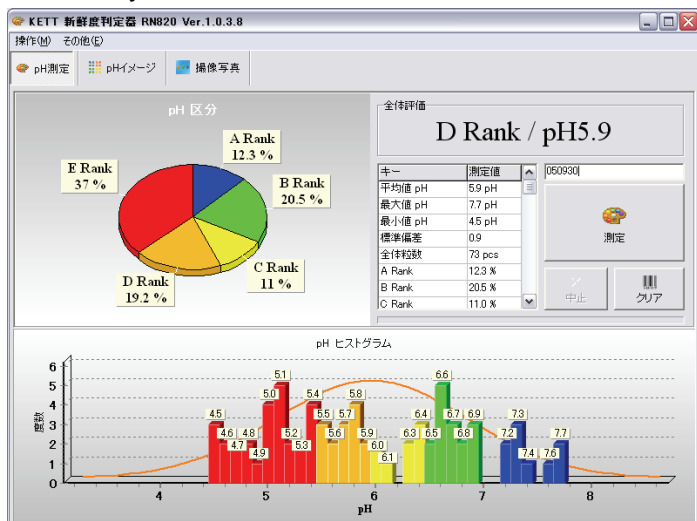 KETT 新鮮度判定器 RN820 Ver.1.0.3.8
操作(M) その他(E)
pH測定 pHイメージ 撮像写真
pH 区分
A Rank
12.3 %
B Rank
20.5 %
C Rank
11 %
D Rank
19.2 %
E Rank
37 %
全体評価
D Rank / pH5.9
キー 測定値
平均値 pH 5.9 pH
最大値 pH 7.7 pH
最小値 pH 4.5 pH
標準偏差 0.9
全体粒数 73 pcs
A Rank 12.3 %
B Rank 20.5 %
C Rank 11.0 %
050930
測定
中止
クリア
pH ヒストグラム
度数
6
5
4
3
2
1
0
4.5 4.6 4.7 4.8 4.9 5.0 5.1 5.2 5.3 5.4 5.5 5.6 5.7 5.8 5.9 6.0 6.1 6.3 6.4 6.5 6.6 6.7 6.8 6.9 7.2 7.3 7.4 7.6 7.7
4 5 6 7 8
pH